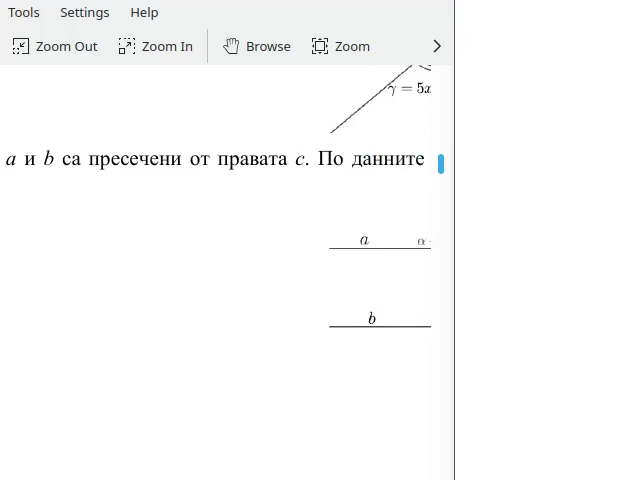 Tools Settings Help
Zoom Out Zoom In Browse Zoom
γ = 5x
a и b са пресечени от правата c. По данните
a α
b